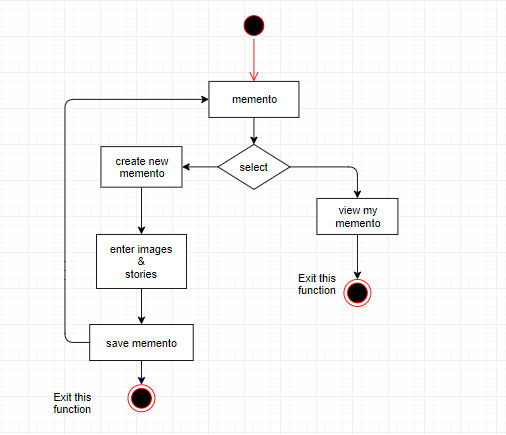 memento
select
create new
memento
view my
memento
enter images
&
stories
Exit this
function
save memento
Exit this
function